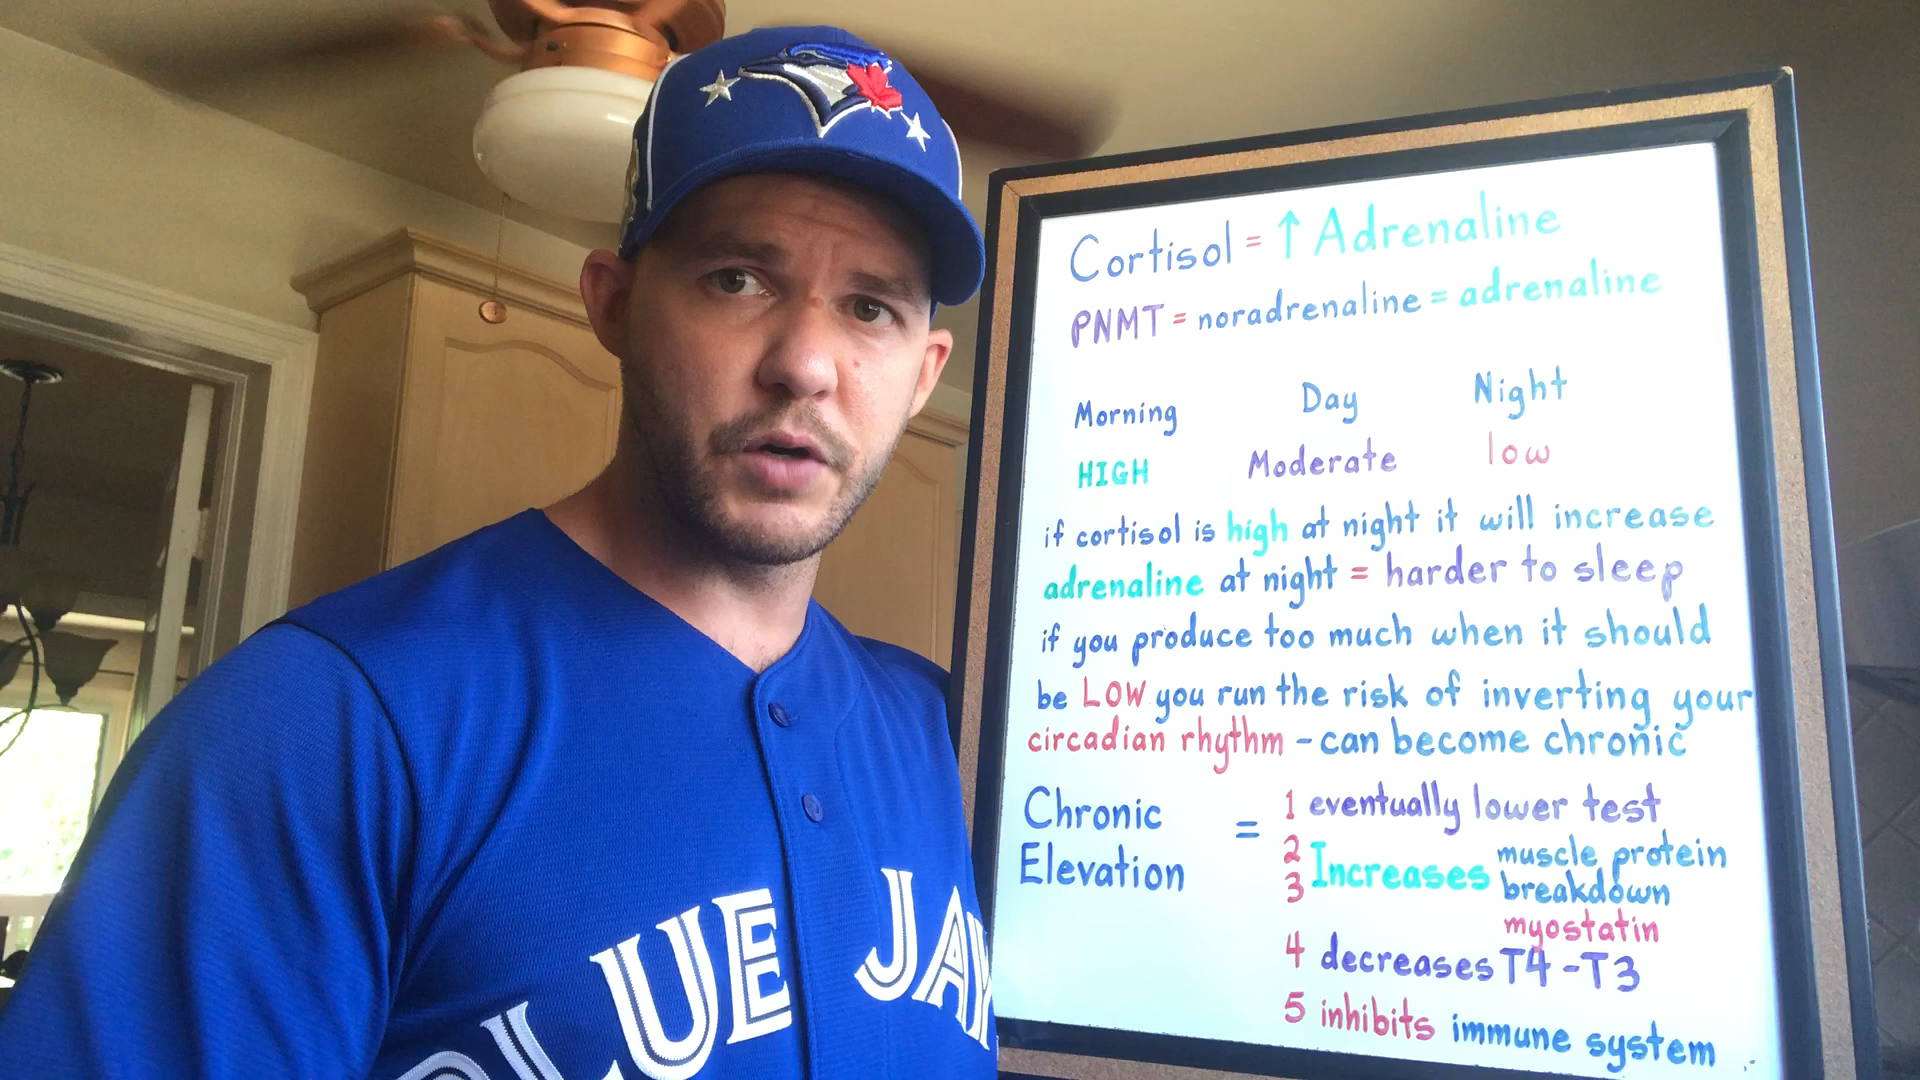 BLUE JAY
Cortisol = ↑ Adrenaline
PNMT = noradrenaline = adrenaline
Morning Day Night
HIGH Moderate low
if cortisol is high at night it will increase
adrenaline at night = harder to sleep
if you produce too much when it should
be LOW you run the risk of inverting your
circadian rhythm - can become chronic
Chronic Elevation =
1 eventually lower test
2 3 Increases muscle protein
breakdown
myostatin
4 decreases T4-T3
5 inhibits immune system